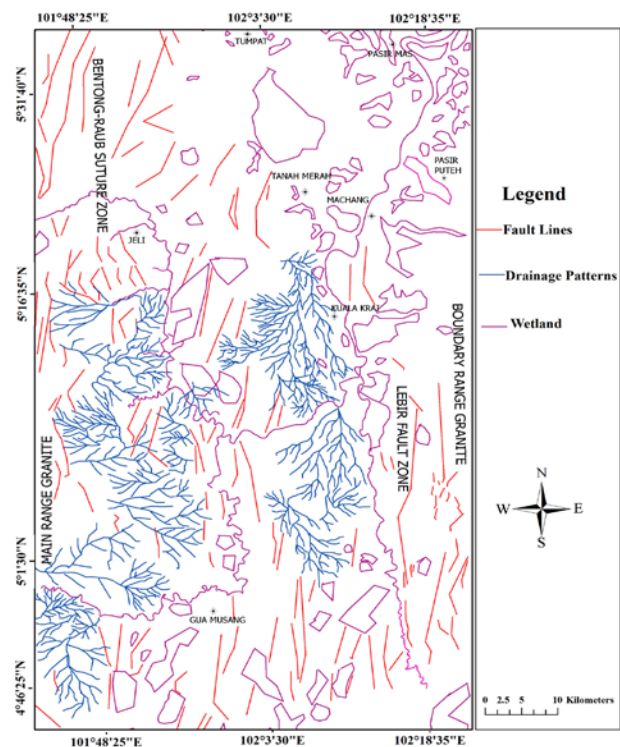 101°48'25"E 102°3'30"E 102°18'35"E
TUMPAT
PASIR MAS
5°31'40"N
BENTONG-RAUB SUTURE ZONE
TANAH MERAH
PASIR
PUTEH
MACHANG
JELI
5°16'35"N
KUALA KRAI
BOUNDARY RANGE GRANITE
LEBIR FAULT ZONE
MAIN RANGE GRANITE
5°1'30"N
GUA MUSANG
4°46'25"N
101°48'25"E 102°3'30"E 102°18'35"E
Legend
Fault Lines
Drainage Patterns
Wetland
N
W E
S
0 2.5 5 10 Kilometers